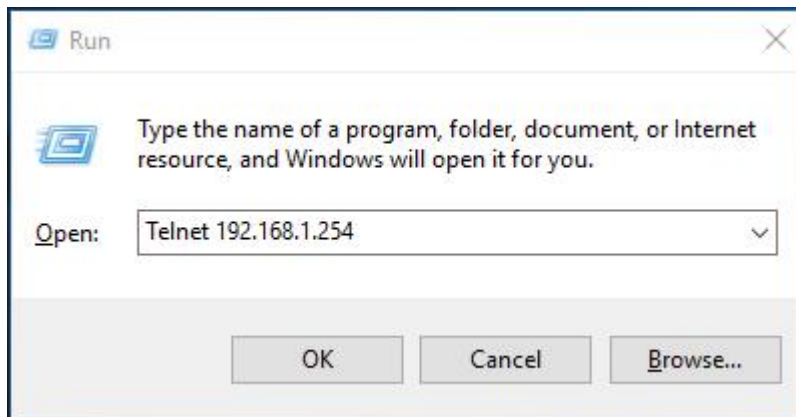 Run
Type the name of a program, folder, document, or Internet
resource, and Windows will open it for you.
Open: Telnet 192.168.1.254
OK Cancel Browse...